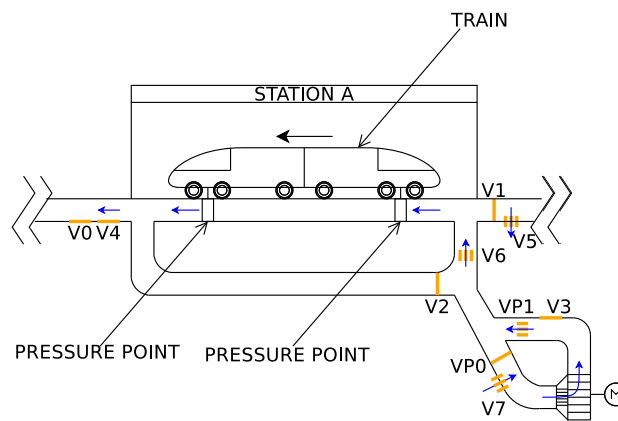 TRAIN
STATION A
V1
V0 V4
V5
V6
V2
VP1 V3
PRESSURE POINT
PRESSURE POINT
VP0
V7
M